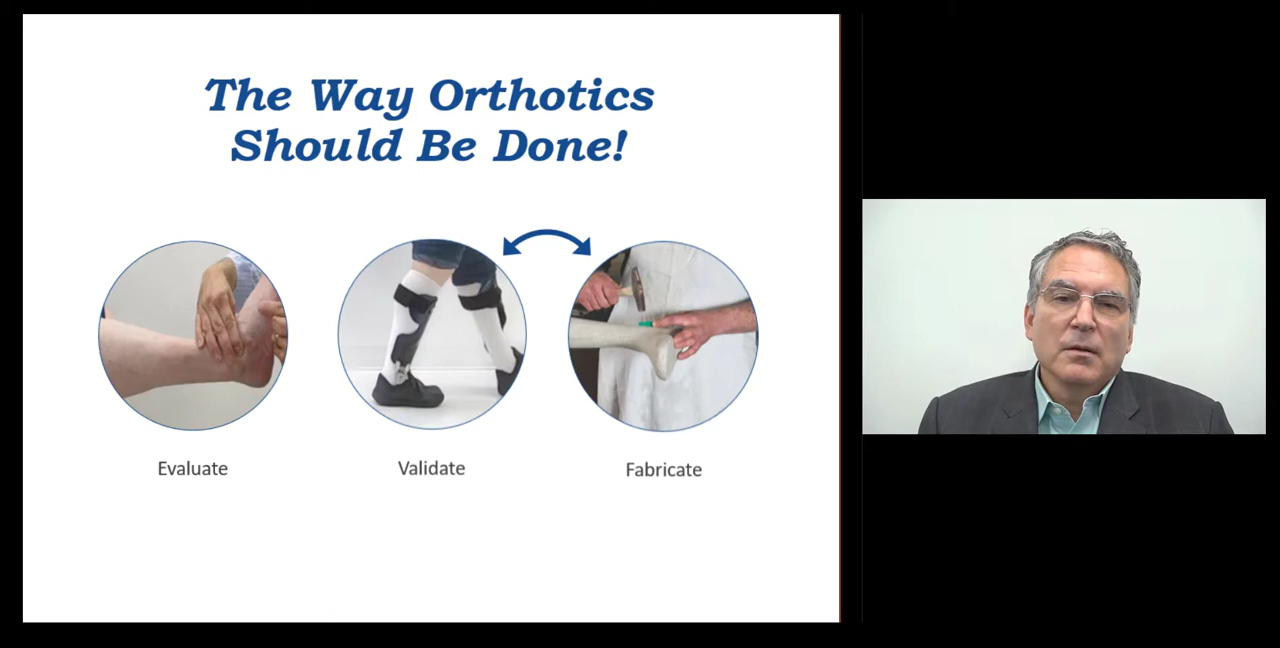 The Way Orthotics
Should Be Done!
Evaluate
Validate
Fabricate